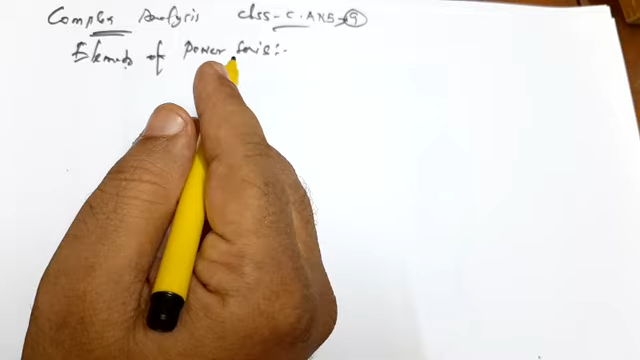 Complex Analysis class - C.ANS → 9
Elements of Power Series :-